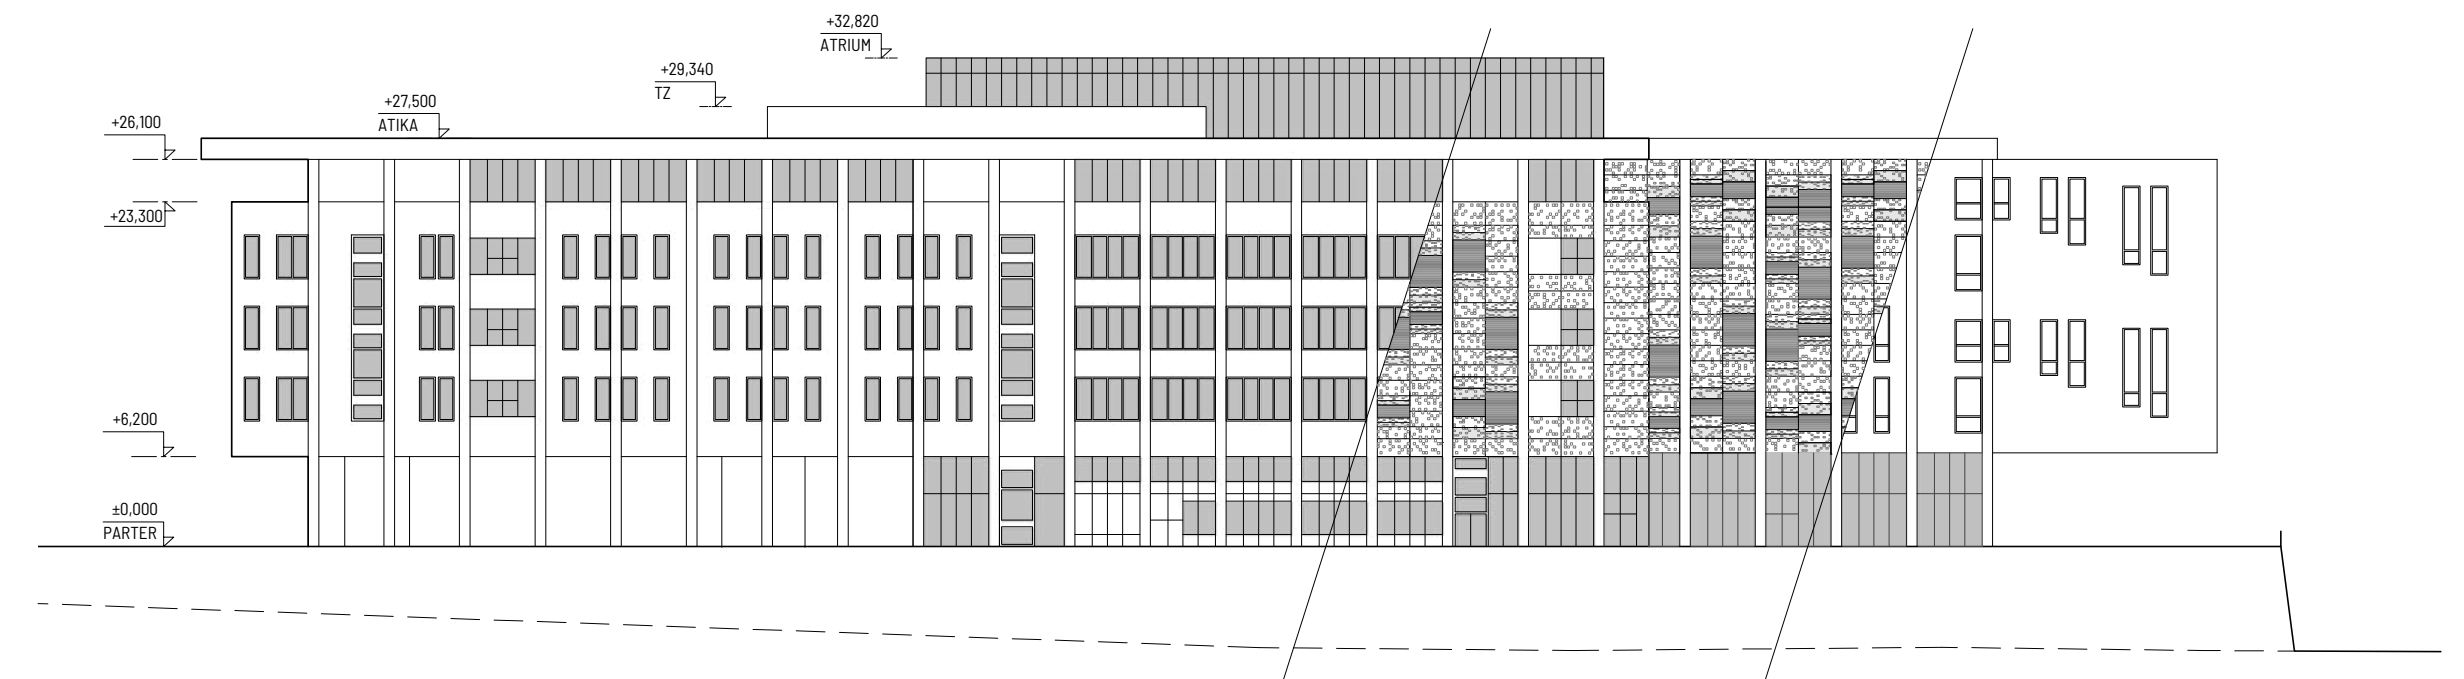 +32,820
ATRIUM
+29,340
TZ
+27,500
ATIKA
+26,100
+23,300
+6,200
±0,000
PARTER